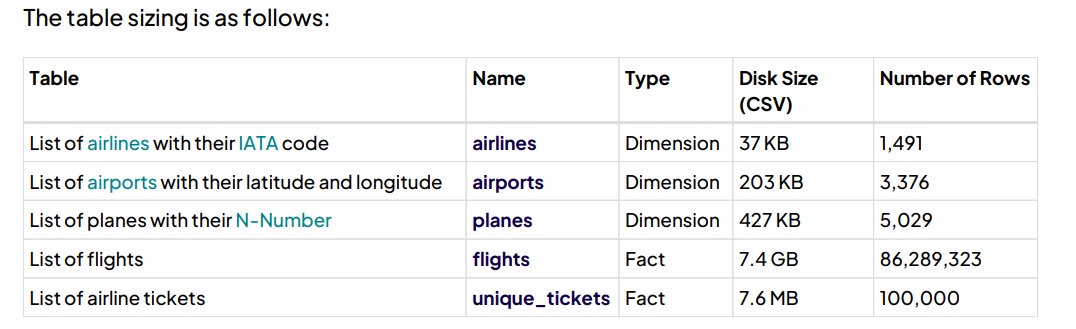 The table sizing is as follows:
Table Name Type Disk Size (CSV) Number of Rows
List of airlines with their IATA code airlines Dimension 37 KB 1,491
List of airports with their latitude and longitude airports Dimension 203 KB 3,376
List of planes with their N-Number planes Dimension 427 KB 5,029
List of flights flights Fact 7.4 GB 86,289,323
List of airline tickets unique_tickets Fact 7.6 MB 100,000